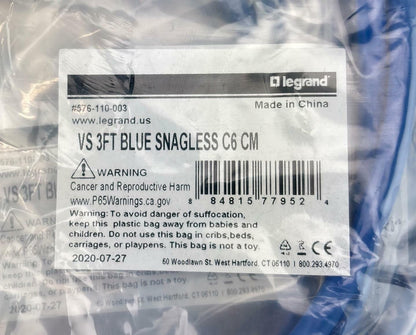 legrand
#576-110-003
Made in China
www.legrand.us
VS 3FT BLUE SNAGLESS C6 CM
WARNING
Cancer and Reproductive Harm
www.P65Warnings.ca.gov
8 84815 77952 4
Warning: To avoid danger of suffocation,
keep this plastic bag away from babies and
children. Do not use this bag in cribs,beds,
carriages, or playpens. This bag is not a toy.
2020-07-27
60 Woodlawn St. West Hartford, CT 06110 | 800.293.4970